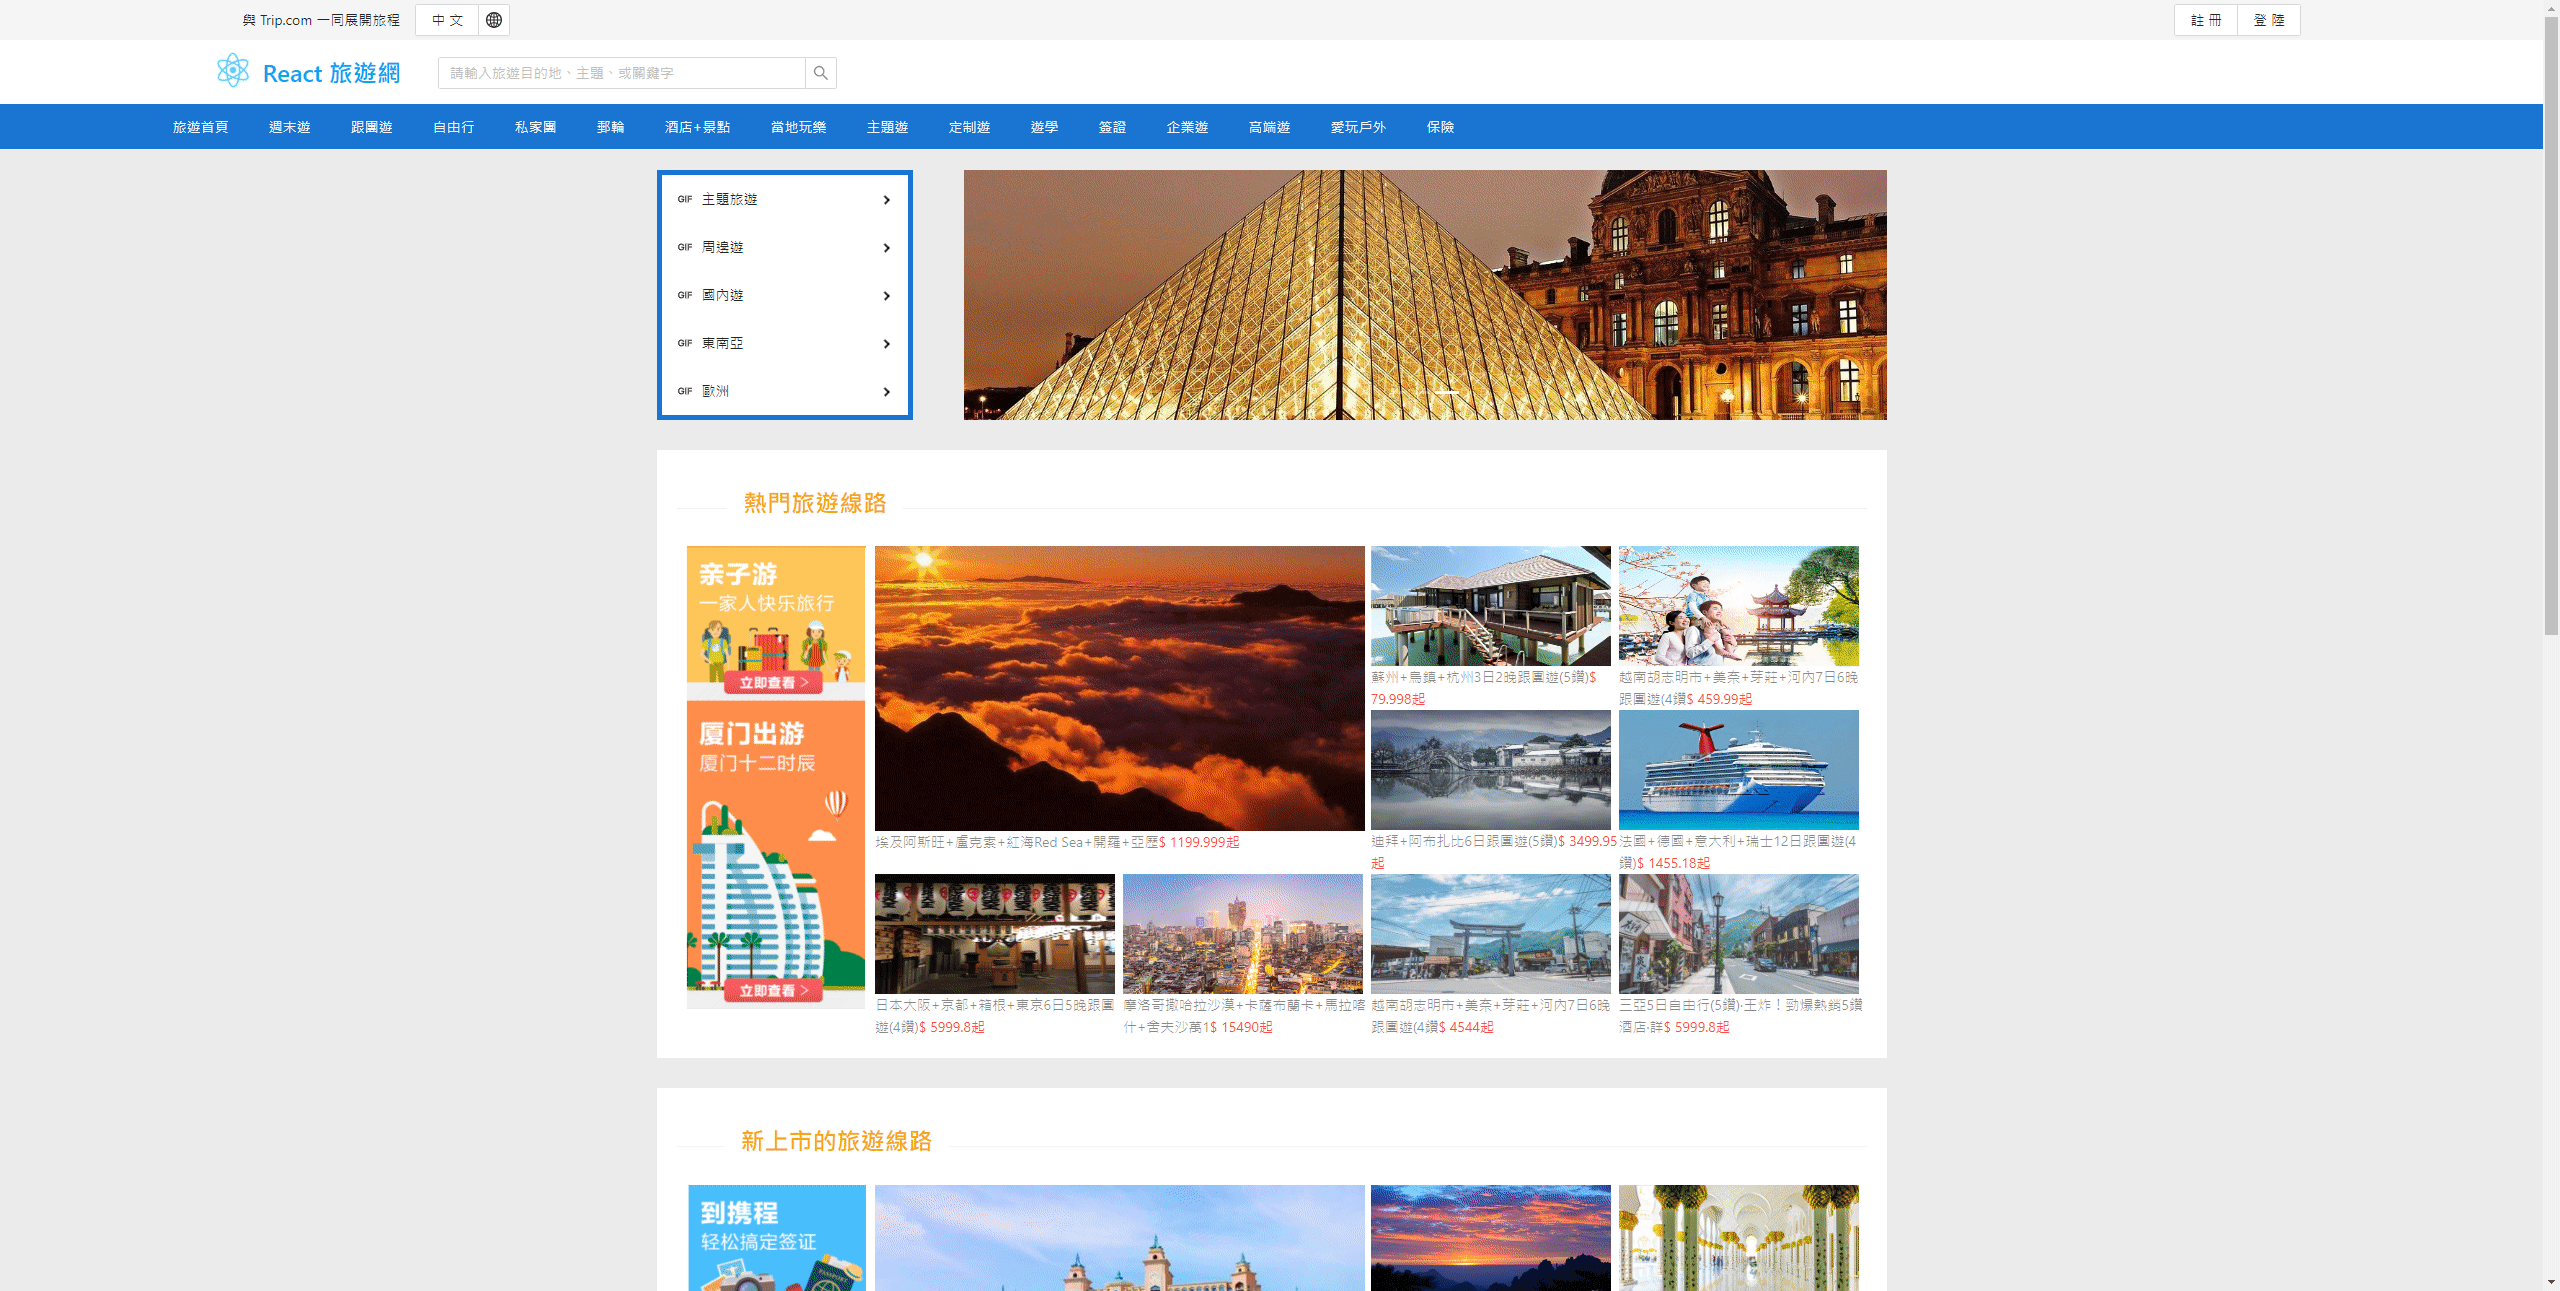 與 Trip.com 一同展開旅程
中 文
註 冊
登 陸
React 旅遊網
請輸入旅遊目的地、主題、或關鍵字
旅遊首頁 週末遊 跟團遊 自由行 私家團 郵輪 酒店+景點 當地玩樂 主題遊 定制遊 遊學 簽證 企業遊 高端遊 愛玩戶外 保險
GIF 主題旅遊
GIF 周邊遊
GIF 國內遊
GIF 東南亞
GIF 歐洲
熱門旅遊線路
亲子游
一家人快乐旅行
立即查看 >
厦门出游
厦门十二时辰
立即查看 >
埃及阿斯旺+盧克索+紅海Red Sea+開羅+亞歷$ 1199.999起
蘇州+烏鎮+杭州3日2晚跟團遊(5鑽)$
79.998起
越南胡志明市+美奈+芽莊+河內7日6晚
跟團遊(4鑽$ 459.99起
迪拜+阿布扎比6日跟團遊(5鑽)$ 3499.95
起
法國+德國+意大利+瑞士12日跟團遊(4
鑽)$ 1455.18起
日本大阪+京都+箱根+東京6日5晚跟團
遊(4鑽)$ 5999.8起
摩洛哥撒哈拉沙漠+卡薩布蘭卡+馬拉喀
什+舍夫沙萬1$ 15490起
越南胡志明市+美奈+芽莊+河內7日6晚
跟團遊(4鑽$ 4544起
三亞5日自由行(5鑽)·王炸！勁爆熱銷5鑽
酒店·詳$ 5999.8起
新上市的旅遊線路
到携程
轻松搞定签证
PASSPORT